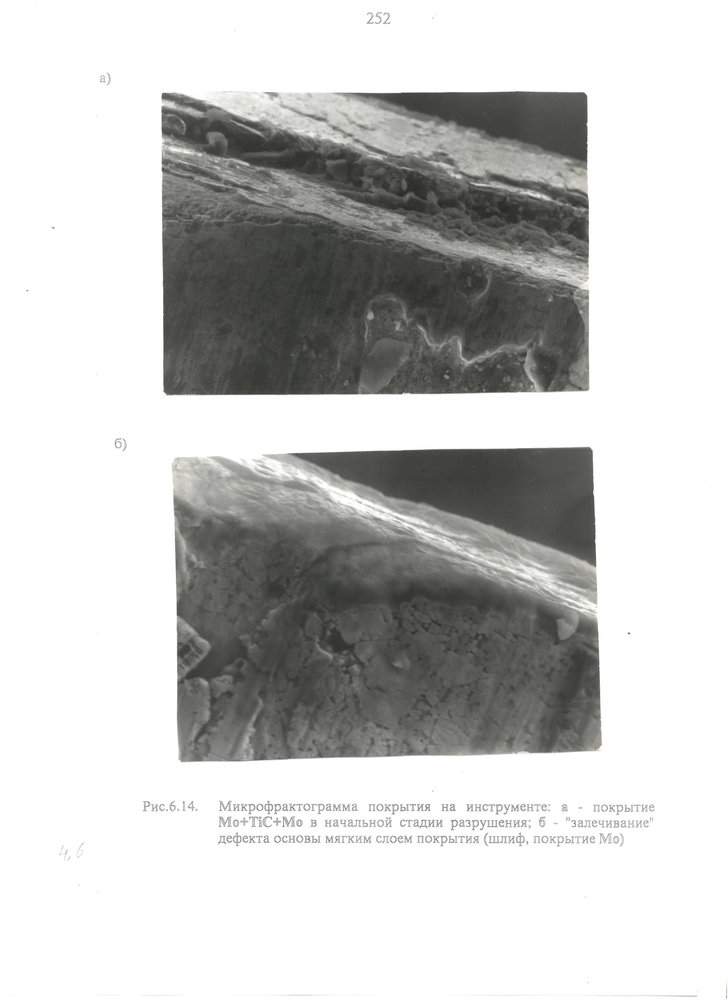 252
а)
б)
Рис.6.14. Микрофрактограмма покрытия на инструменте: а - покрытие
Mo+TiC+Mo в начальной стадии разрушения; б - "залечивание"
дефекта основы мягким слоем покрытия (шлиф, покрытие Mo)
4.6